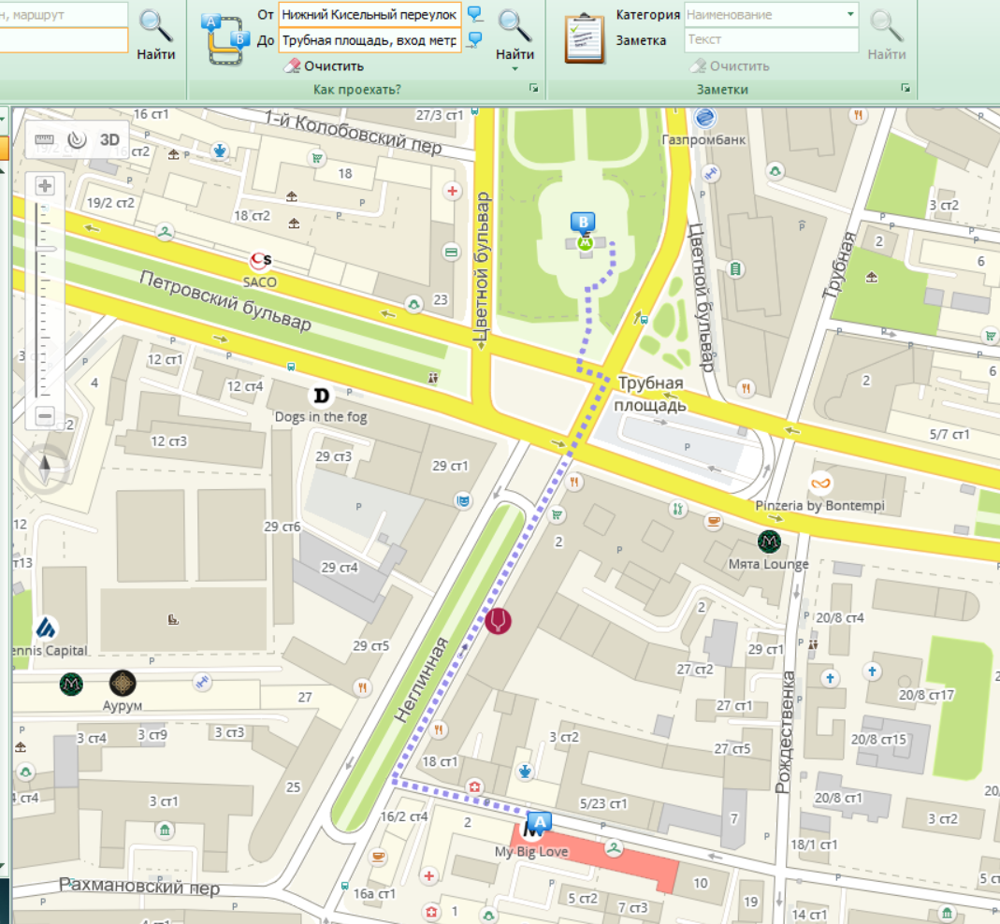 н, маршрут
Найти
От
Нижний Кисельный переулок
До
Трубная площадь, вход метр
Очистить
Найти
Как проехать?
Категория
Наименование
Заметка
Текст
Очистить
Найти
Заметки
3D
16 ст1
1-й Колобовский пер
27/3 ст1
Газпромбанк
18
19/2 ст2
18 ст2
3 ст2
2
6
A
B
SACO
23
Петровский бульвар
Цветной бульвар
Цветной бульвар
Трубная
12 ст1
4
12 ст4
Dogs in the fog
Трубная
площадь
2
6
5/7 ст1
12 ст3
29 ст3
29 ст1
Pinzeria by Bontempi
12
29 ст6
2
29 ст4
Мята Lounge
2
20/8 ст4
ennis Capital
29 ст5
29 ст1
27 ст2
Неглинная
Аурум
27
27 ст1
20/8 ст17
3 ст4
3 ст9
3 ст3
3 ст2
27 ст5
Рождественка
20/8 ст15
18 ст1
25
3 ст1
5/23 ст1
20/8 ст1
16/2 ст4
2
7
3 ст2
My Big Love
18/1 ст1
Рахмановский пер
10
16а ст1
5 ст2
7 ст3
19
1
14 ст1